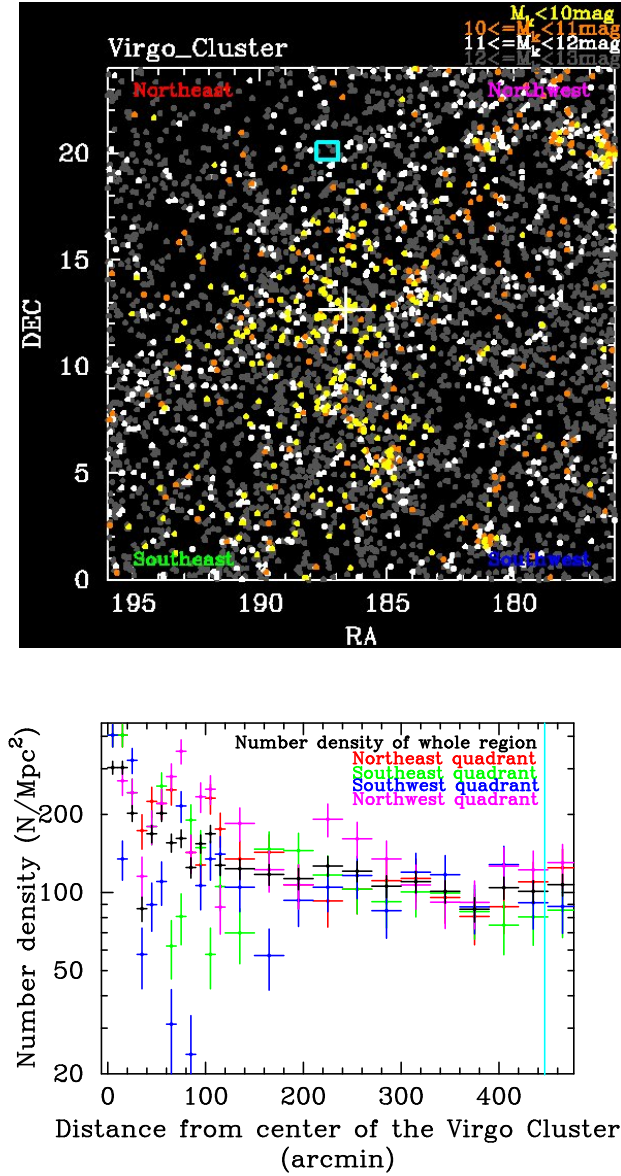 M_k<10mag
10<=M_k<11mag
Virgo_Cluster
11<=M_k<12mag
12<=M_k<13mag
Northeast
Northwest
20
15
DEC
10
5
Southeast
Southwest
0
195
190
185
180
RA
Number density of whole region
Northeast quadrant
Southeast quadrant
Southwest quadrant
Northwest quadrant
Number density (N/Mpc²)
200
100
50
20
0
100
200
300
400
Distance from center of the Virgo Cluster
(arcmin)